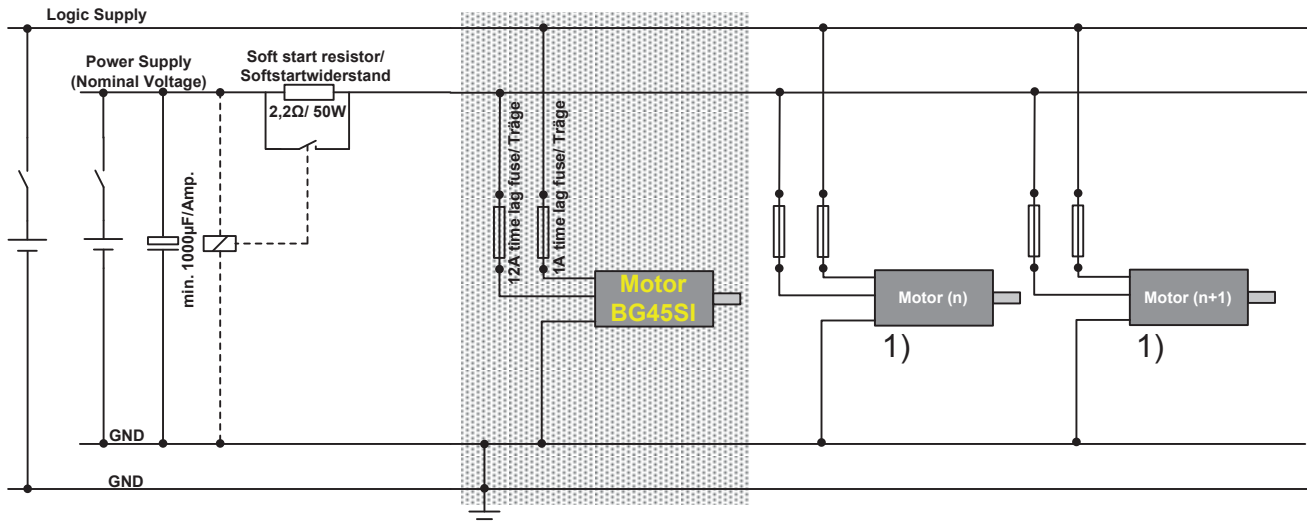 Logic Supply
Power Supply
(Nominal Voltage)
Soft start resistor/
Softstartwiderstand
2,2Ω/ 50W
min. 1000µF/Amp.
12A time lag fuse/ Träge
1A time lag fuse/ Träge
Motor
BG45SI
Motor (n)
1)
Motor (n+1)
1)
GND
GND